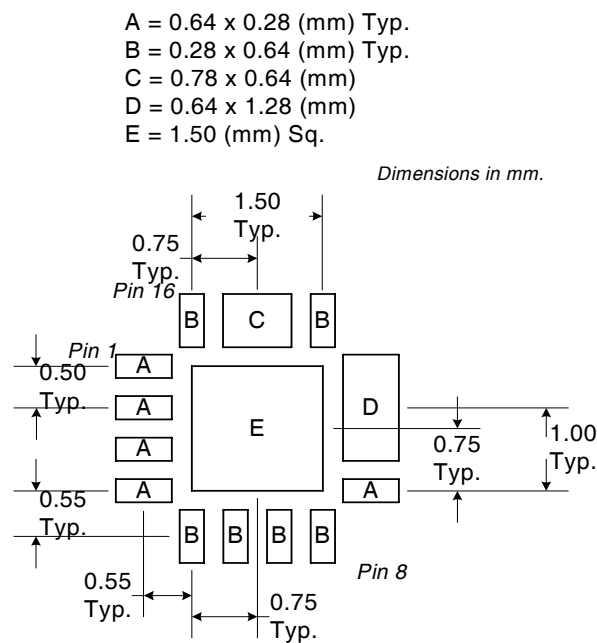 A = 0.64 x 0.28 (mm) Typ.
B = 0.28 x 0.64 (mm) Typ.
C = 0.78 x 0.64 (mm)
D = 0.64 x 1.28 (mm)
E = 1.50 (mm) Sq.
Dimensions in mm.
1.50
Typ.
0.75
Typ.
Pin 16
B
C
B
Pin 1
A
0.50
Typ.
A
E
D
A
0.75
Typ.
1.00
Typ.
A
A
0.55
Typ.
B
B
B
B
Pin 8
0.55
Typ.
0.75
Typ.